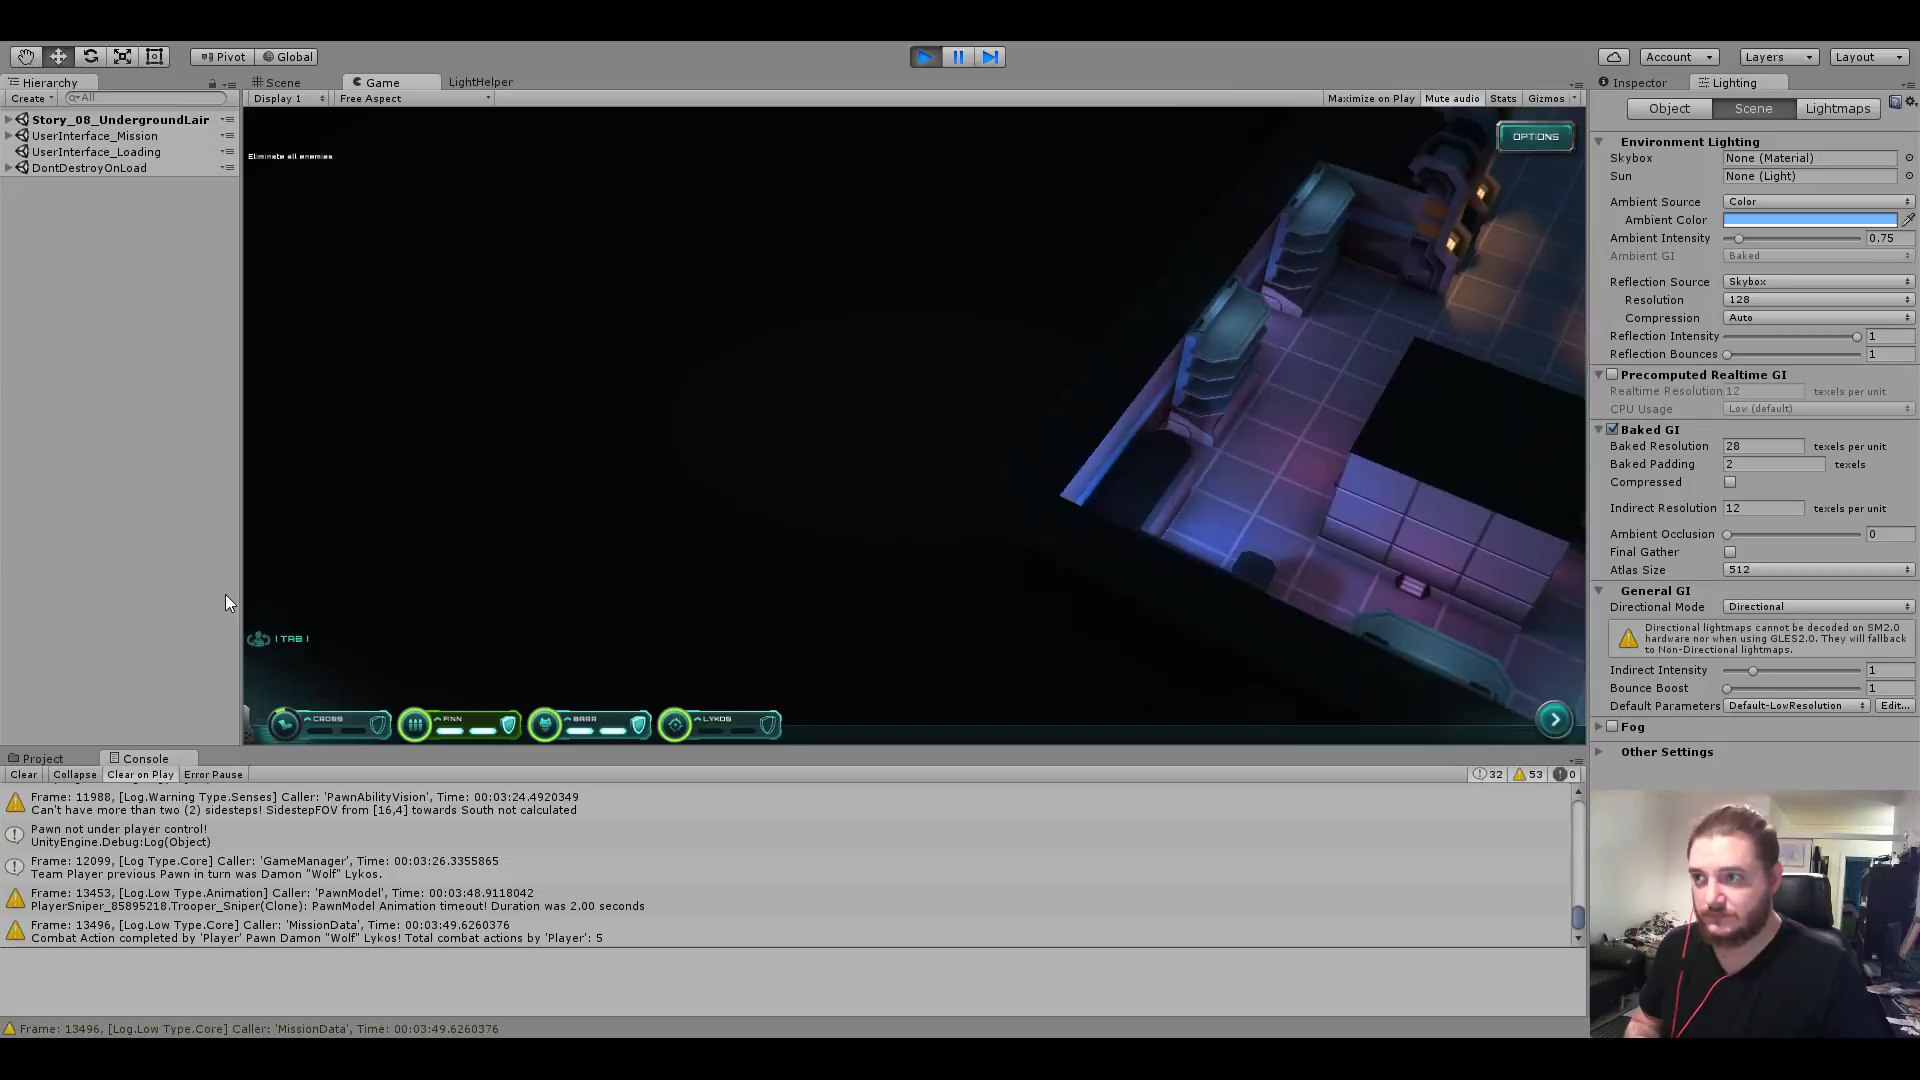 Pivot
Global
Account
Layers
Layout
Hierarchy
Scene
Game
LightHelper
Inspector
Lighting
Create
All
Display 1
Free Aspect
Maximize on Play
Mute audio
Stats
Gizmos
Object
Scene
Lightmaps
Story_08_UndergroundLair
UserInterface_Mission
UserInterface_Loading
DontDestroyOnLoad
Eliminate all enemies
OPTIONS
[TAB]
CROSS
FINN
BARR
LYKOS
Environment Lighting
Skybox
None (Material)
Sun
None (Light)
Ambient Source
Color
Ambient Color
Ambient Intensity
0.75
Ambient GI
Baked
Reflection Source
Skybox
Resolution
128
Compression
Auto
Reflection Intensity
1
Reflection Bounces
1
Precomputed Realtime GI
Realtime Resolution
12
texels per unit
CPU Usage
Low (default)
Baked GI
Baked Resolution
28
texels per unit
Baked Padding
2
texels
Compressed
Indirect Resolution
12
texels per unit
Ambient Occlusion
0
Final Gather
Atlas Size
512
General GI
Directional Mode
Directional
Directional lightmaps cannot be decoded on SM2.0
hardware nor when using GLES2.0. They will fallback
to Non-Directional lightmaps.
Indirect Intensity
1
Bounce Boost
1
Default Parameters
Default-LowResolution
Edit...
Fog
Other Settings
Project
Console
Clear
Collapse
Clear on Play
Error Pause
32
53
0
Frame: 11988, [Log.Warning Type.Senses] Caller: 'PawnAbilityVision', Time: 00:03:24.4920349
Can't have more than two (2) sidesteps! SidestepFOV from [16,4] towards South not calculated
Pawn not under player control!
UnityEngine.Debug:Log(Object)
Frame: 12099, [Log Type.Core] Caller: 'GameManager', Time: 00:03:26.3355865
Team Player previous Pawn in turn was Damon "Wolf" Lykos.
Frame: 13453, [Log.Low Type.Animation] Caller: 'PawnModel', Time: 00:03:48.9118042
PlayerSniper_85895218.Trooper_Sniper(Clone): PawnModel Animation timeout! Duration was 2.00 seconds
Frame: 13496, [Log.Low Type.Core] Caller: 'MissionData', Time: 00:03:49.6260376
Combat Action completed by 'Player' Pawn Damon "Wolf" Lykos! Total combat actions by 'Player': 5
Frame: 13496, [Log.Low Type.Core] Caller: 'MissionData', Time: 00:03:49.6260376